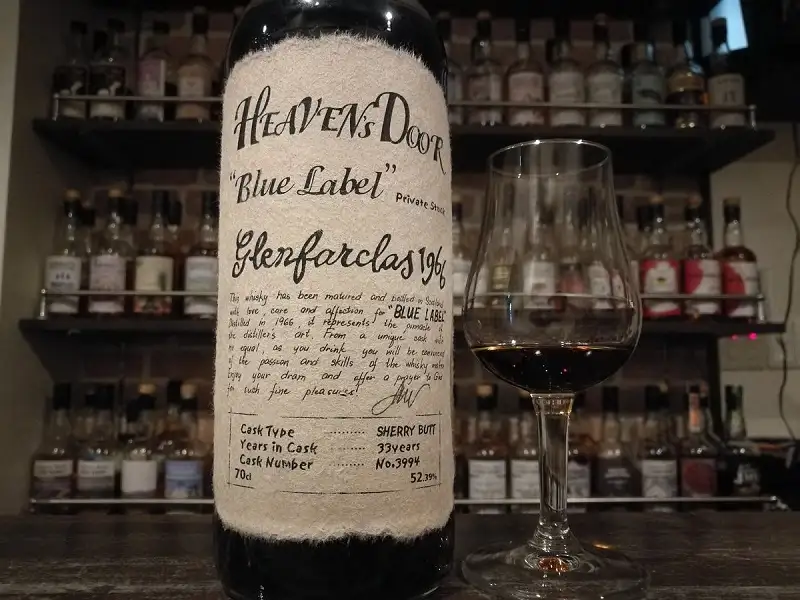 HEAVEN's DOOR
"Blue Label" Private Stock
Glenfarclas 1966
This whisky has been matured and bottled in Scotland
with love, care and affection for "BLUE LABEL"
Distilled in 1966 it represents the pinnacle of
the distiller's art. From a unique cask with
no equal, as you drink you will be convinced
of the passion and skills of the whisky maker
Enjoy your dram and offer a prayer to
for such fine pleasures!
Cask Type ......... SHERRY BUTT
Years in Cask ......... 33years
Cask Number ......... No.3994
70cl 52.39%